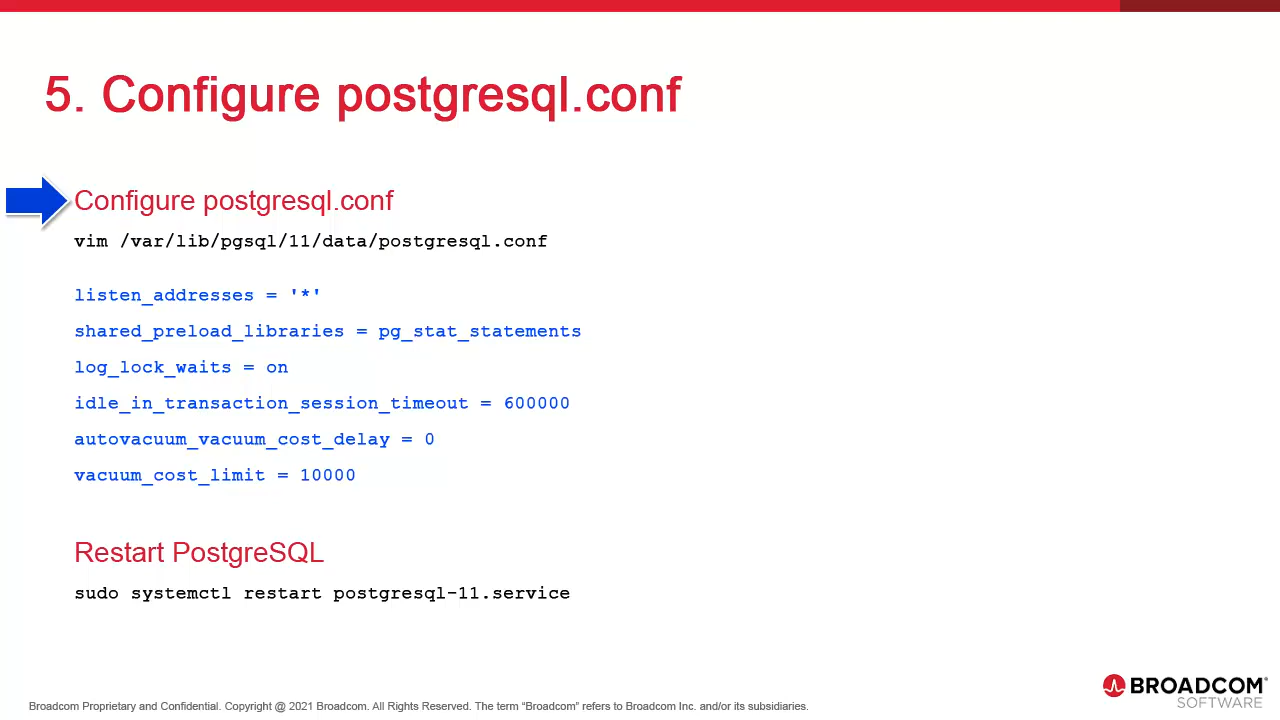 5. Configure postgresql.conf
Configure postgresql.conf
vim /var/lib/pgsql/11/data/postgresql.conf
listen_addresses = '*'
shared_preload_libraries = pg_stat_statements
log_lock_waits = on
idle_in_transaction_session_timeout = 600000
autovacuum_vacuum_cost_delay = 0
vacuum_cost_limit = 10000
Restart PostgreSQL
sudo systemctl restart postgresql-11.service
BROADCOM®
SOFTWARE
Broadcom Proprietary and Confidential. Copyright @ 2021 Broadcom. All Rights Reserved. The term “Broadcom” refers to Broadcom Inc. and/or its subsidiaries.